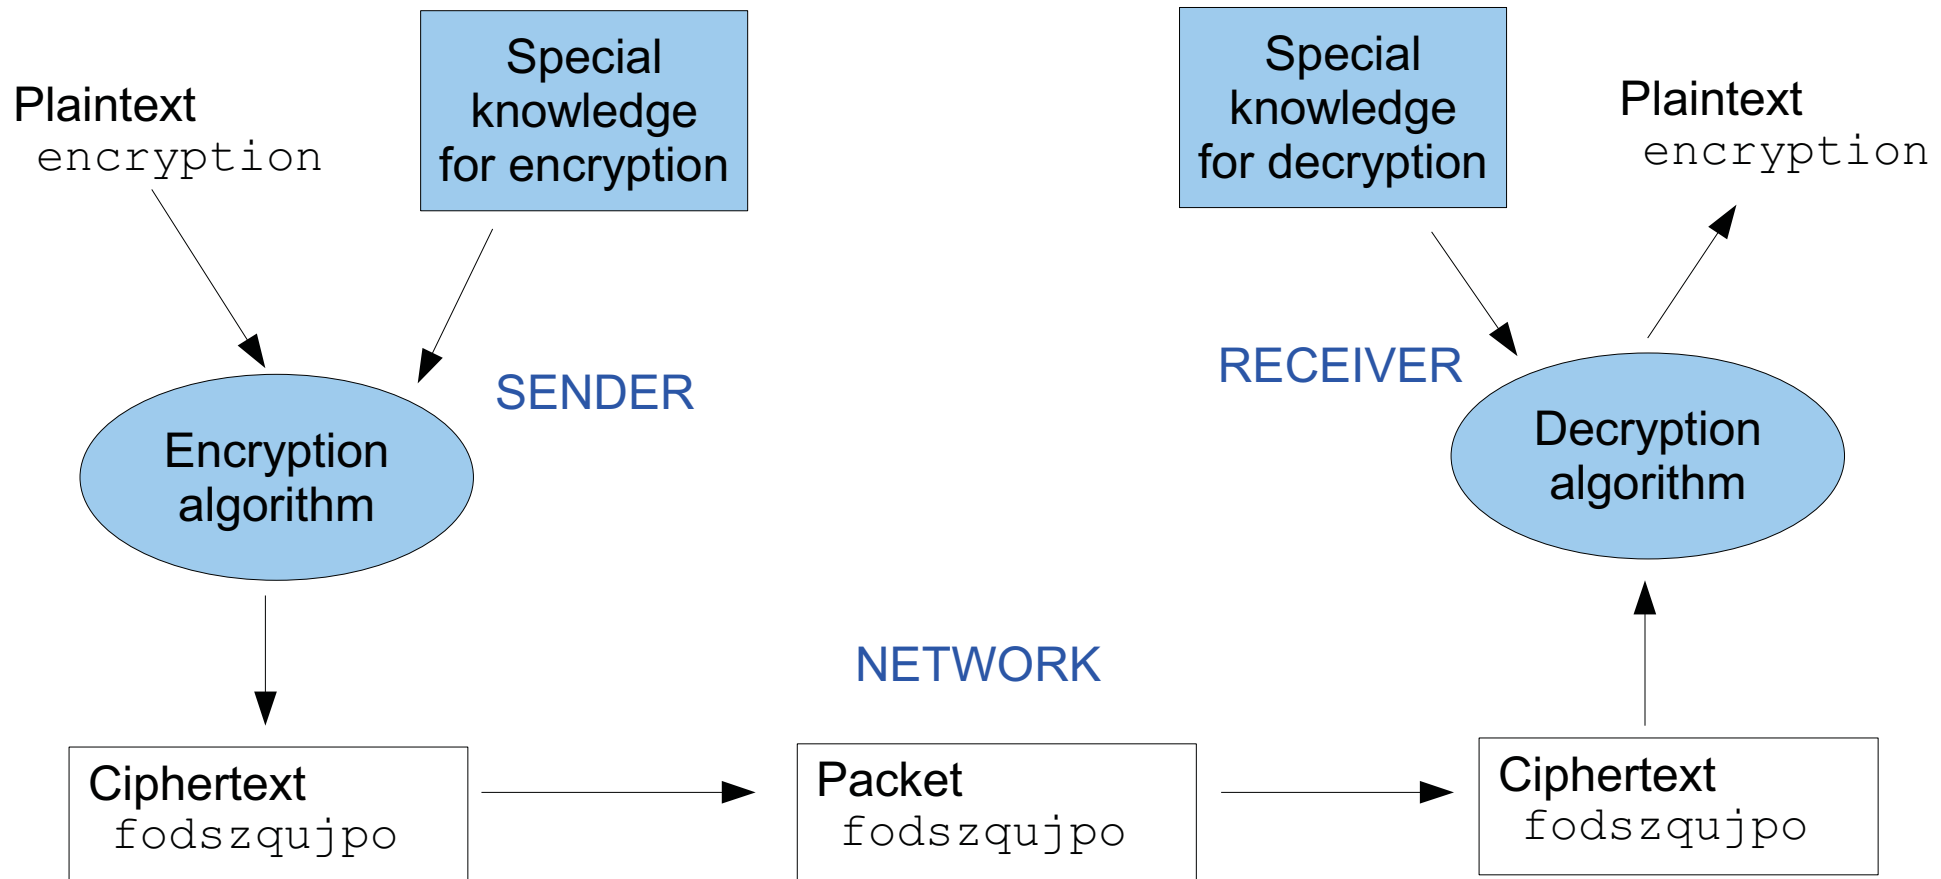 Plaintext
encryption
Special
knowledge
for encryption
SENDER
Encryption
algorithm
Ciphertext
fodszqujpo
NETWORK
Packet
fodszqujpo
Special
knowledge
for decryption
Plaintext
encryption
RECEIVER
Decryption
algorithm
Ciphertext
fodszqujpo